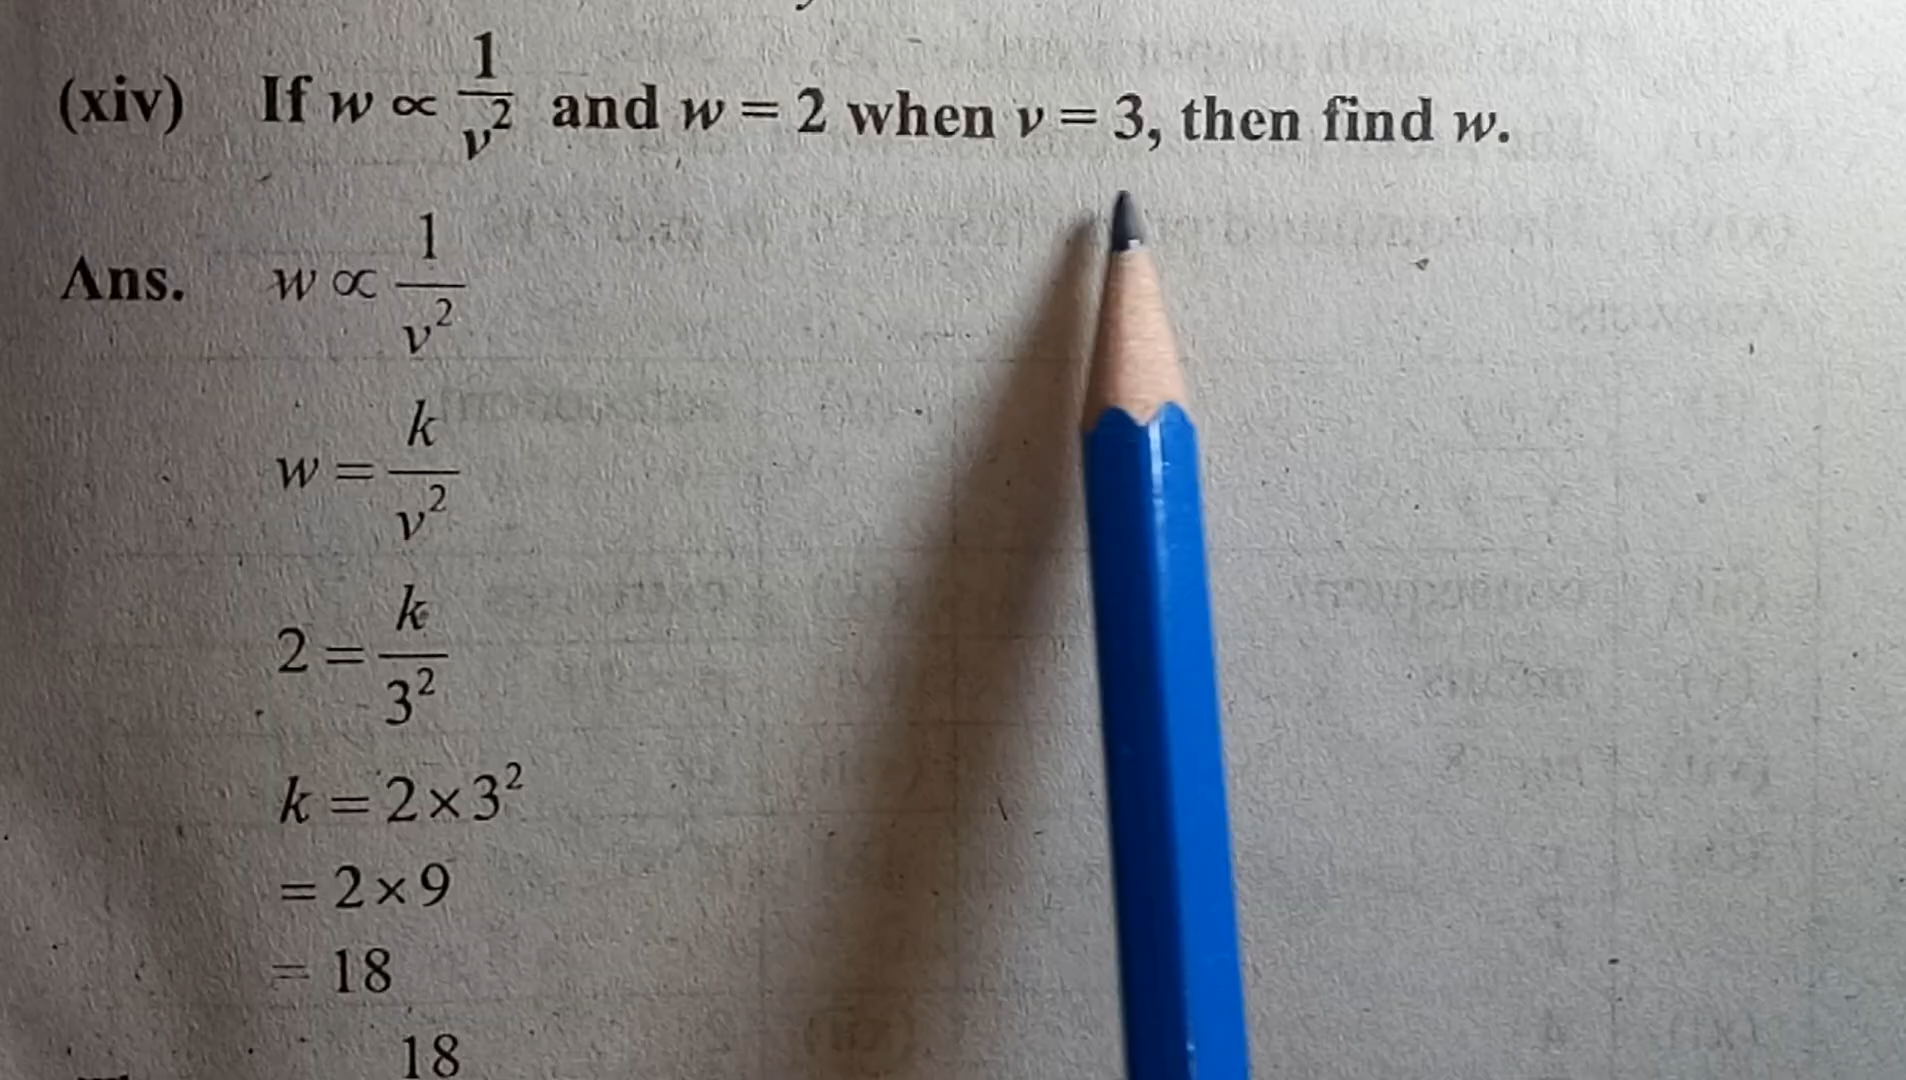 (xiv) If w ∝ 1/v² and w = 2 when v = 3, then find w.
Ans. w ∝ 1/v²
w = k/v²
2 = k/3²
k = 2×3²
= 2×9
= 18
18